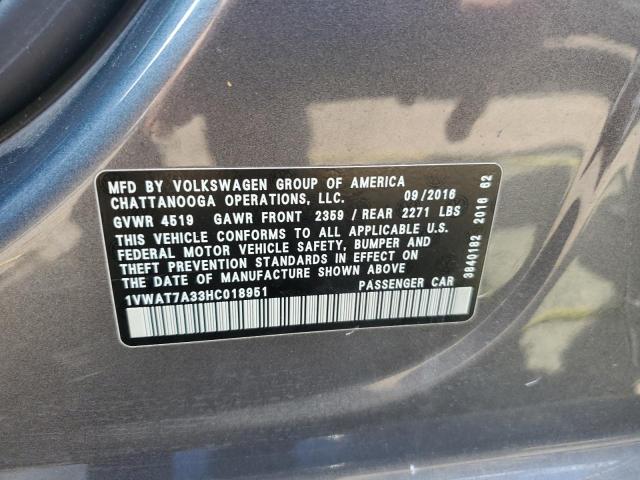 MFD BY VOLKSWAGEN GROUP OF AMERICA
CHATTANOOGA OPERATIONS, LLC. 09/2016
GVWR 4519 GAWR FRONT 2359 / REAR 2271 LBS
THIS VEHICLE CONFORMS TO ALL APPLICABLE U.S.
FEDERAL MOTOR VEHICLE SAFETY, BUMPER AND
THEFT PREVENTION STANDARDS IN EFFECT ON
THE DATE OF MANUFACTURE SHOWN ABOVE
1VWAT7A33HC018951 PASSENGER CAR
3840182 2016 62